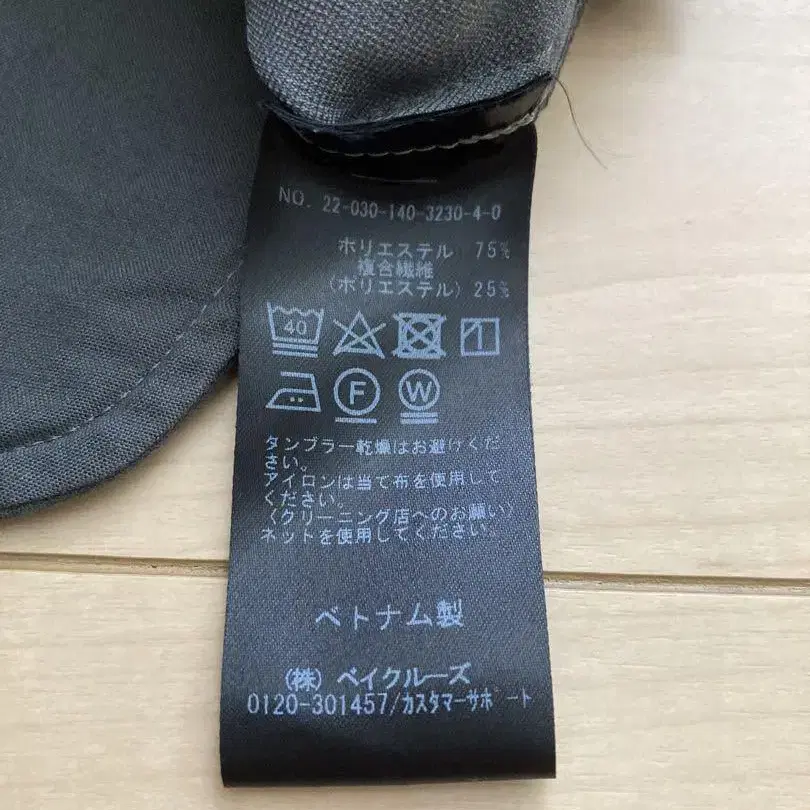 NO. 22-030-140-3230-4-0
ポリエステル 75%
複合繊維
(ポリエステル) 25%
40
F
W
タンブラー乾燥はお避けくだ
さい。
アイロンは当て布を使用して
ください。
〈クリーニング店へのお願い〉
ネットを使用してください。
ベトナム製
(株) ベイクルーズ
0120-301457/カスタマーサポート